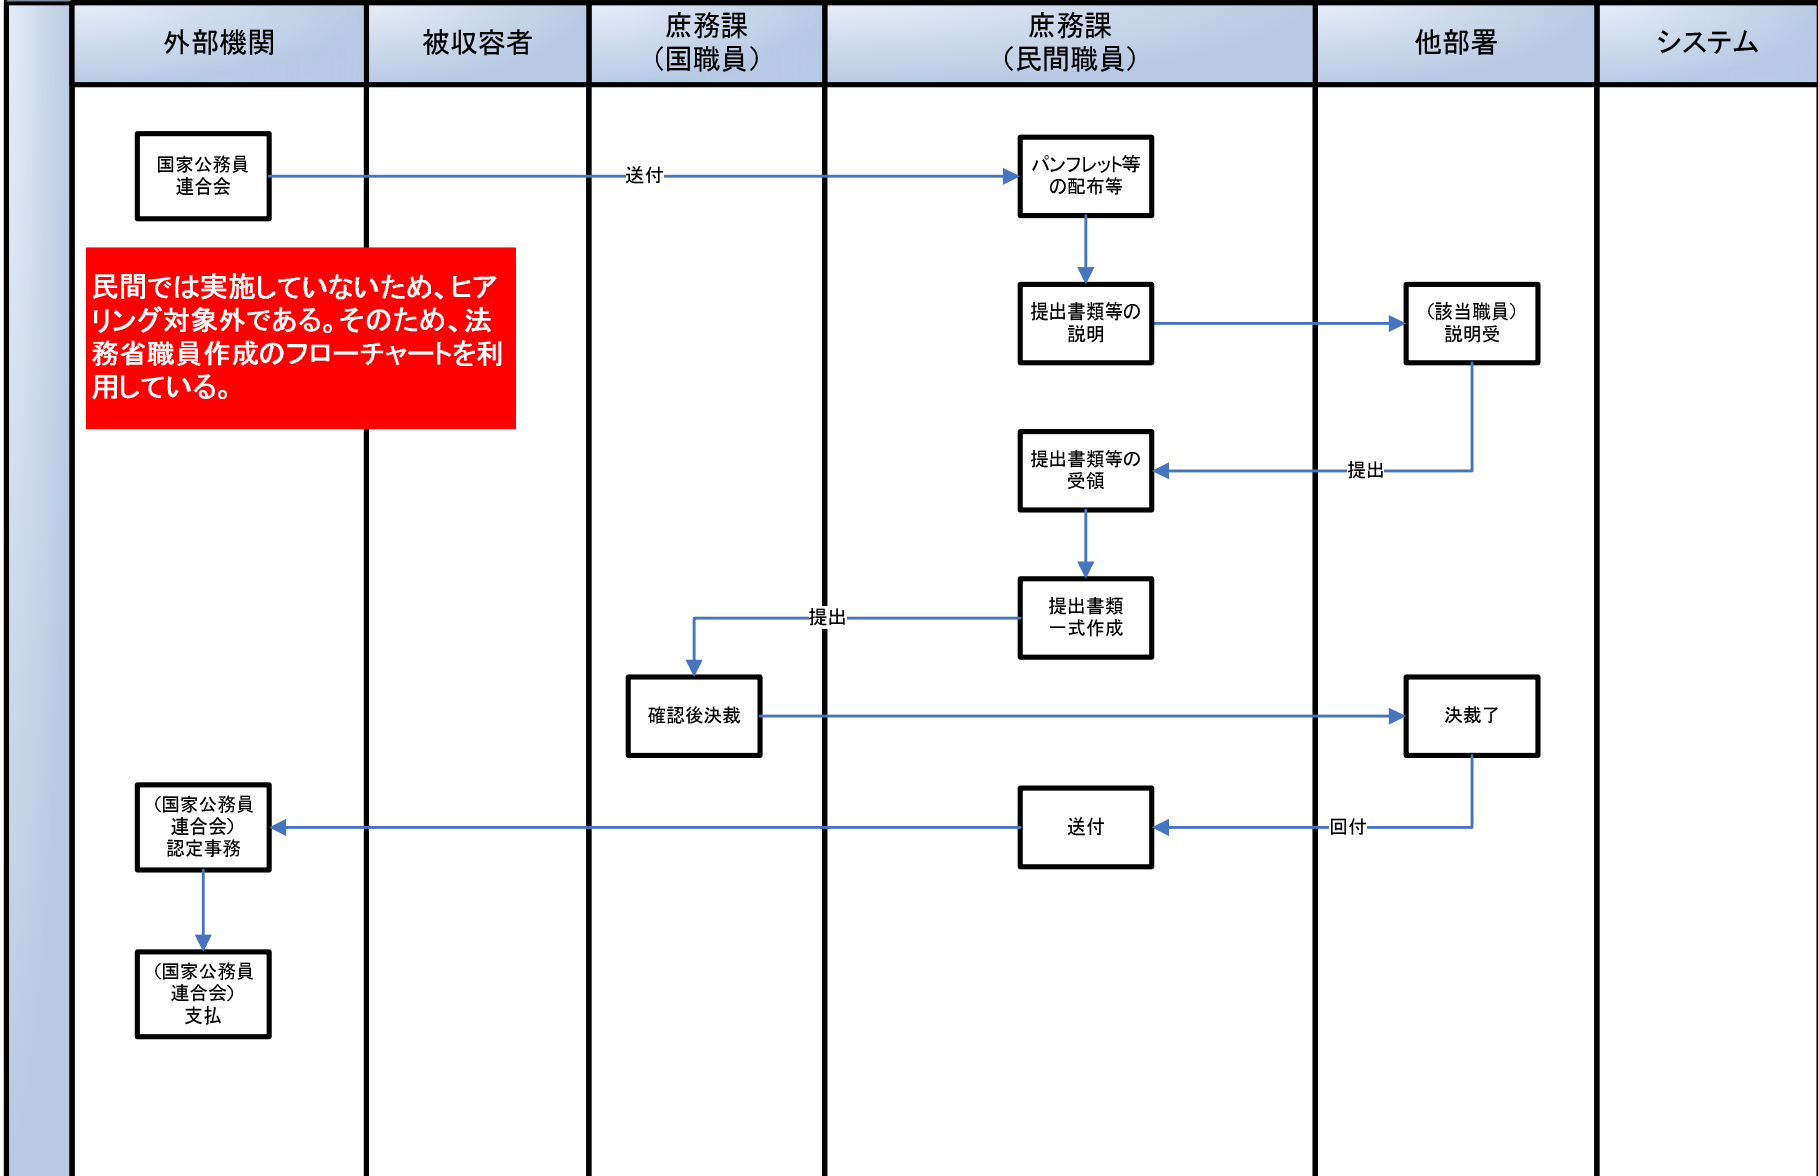 外部機関
被収容者
庶務課
（国職員）
庶務課
（民間職員）
他部署
システム
国家公務員
連合会
送付
パンフレット等
の配布等
民間では実施していないため、ヒア
リング対象外である。そのため、法
務省職員作成のフローチャートを利
用している。
提出書類等の
説明
（該当職員）
説明受
提出書類等の
受領
提出
提出書類
一式作成
提出
確認後決裁
決裁了
（国家公務員
連合会）
認定事務
送付
回付
（国家公務員
連合会）
支払